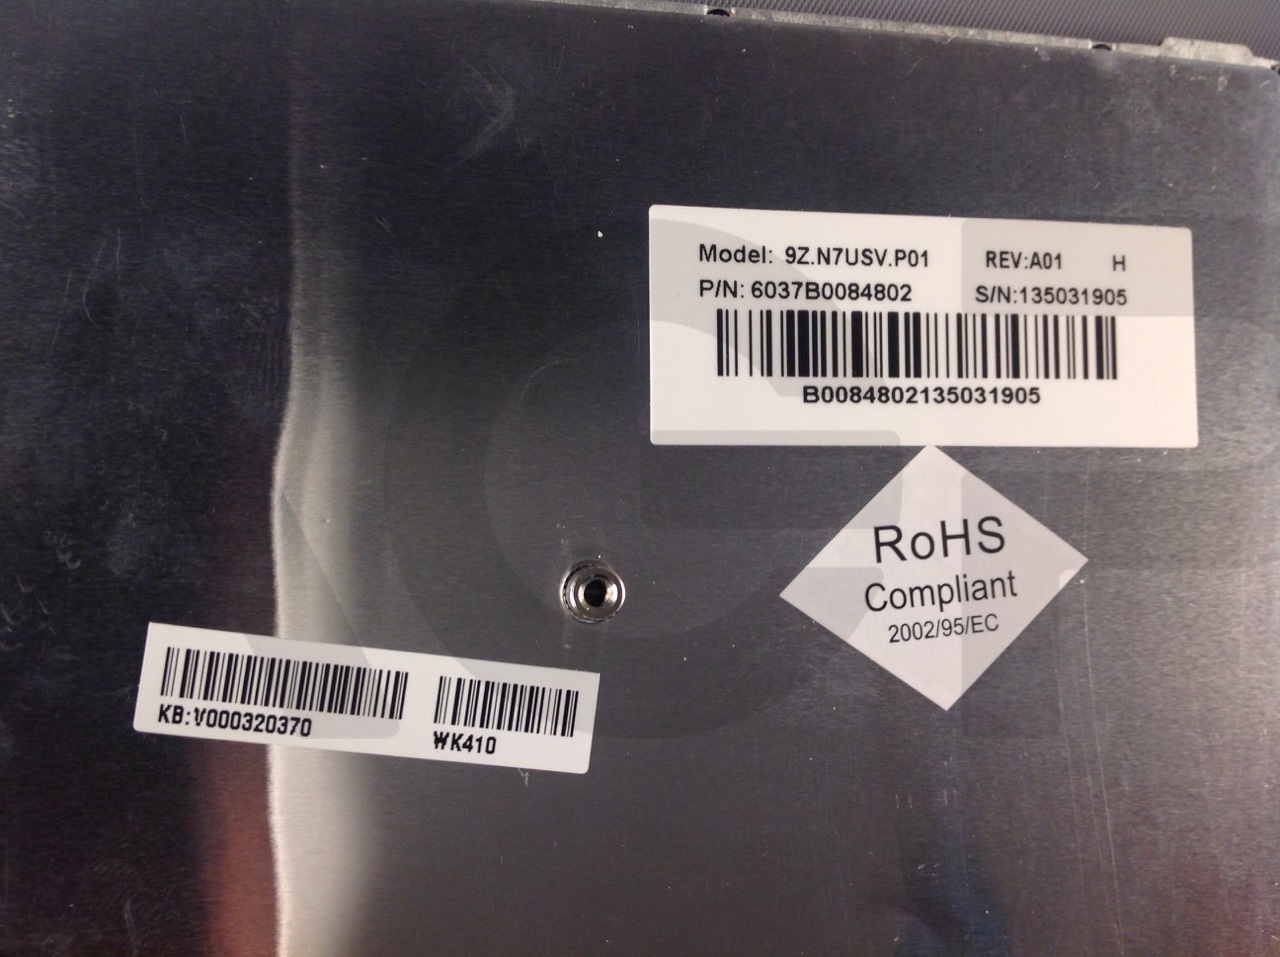 Model: 9Z.N7USV.P01 REV:A01 H
P/N: 6037B0084802 S/N:135031905
B0084802135031905
RoHS
Compliant
2002/95/EC
KB:V000320370 WK410